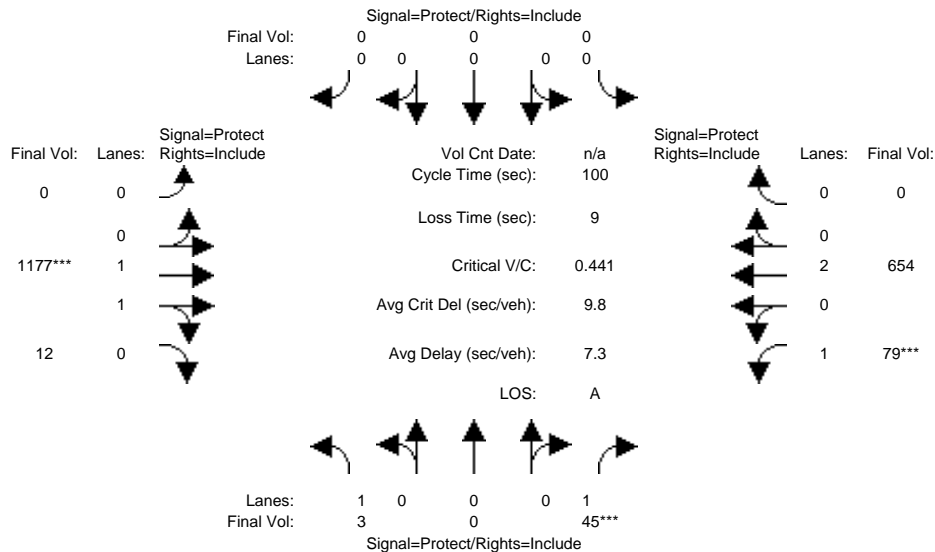 Signal=Protect/Rights=Include
Final Vol: 0 0 0
Lanes: 0 0 0 0 0
Signal=Protect Signal=Protect
Final Vol: Lanes: Rights=Include Vol Cnt Date: n/a Rights=Include Lanes: Final Vol:
Cycle Time (sec): 100
0 0 0 0
Loss Time (sec): 9
0 0
1177*** 1 Critical V/C: 0.441 2 654
1 Avg Crit Del (sec/veh): 9.8 0
12 0 Avg Delay (sec/veh): 7.3 1 79***
LOS: A
Lanes: 1 0 0 0 1
Final Vol: 3 0 45***
Signal=Protect/Rights=Include